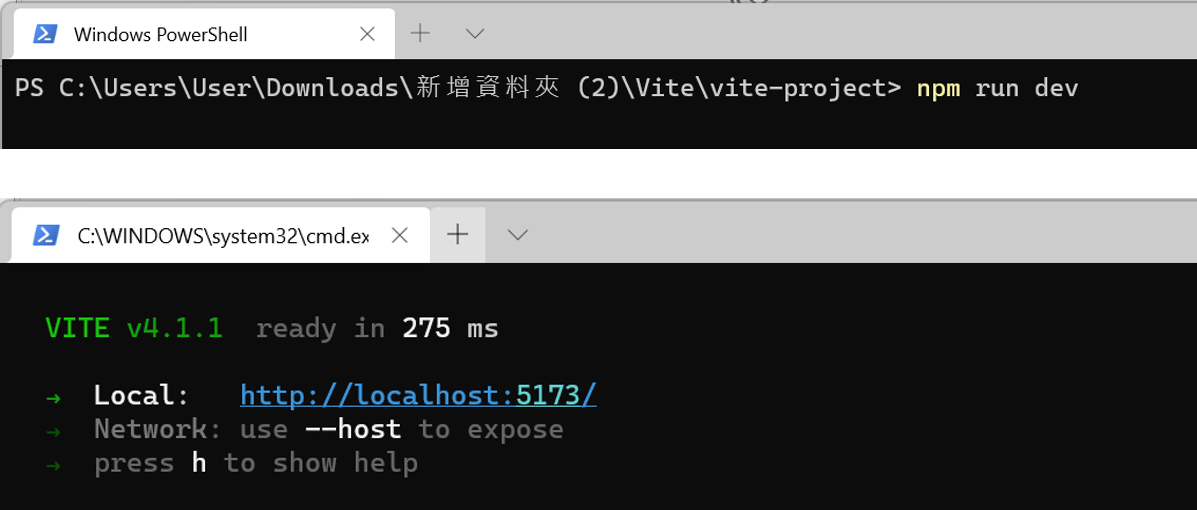 Windows PowerShell
PS C:\Users\User\Downloads\新增資料夾 (2)\Vite\vite-project> npm run dev
C:\WINDOWS\system32\cmd.ex
VITE v4.1.1 ready in 275 ms
→ Local: http://localhost:5173/
→ Network: use --host to expose
→ press h to show help